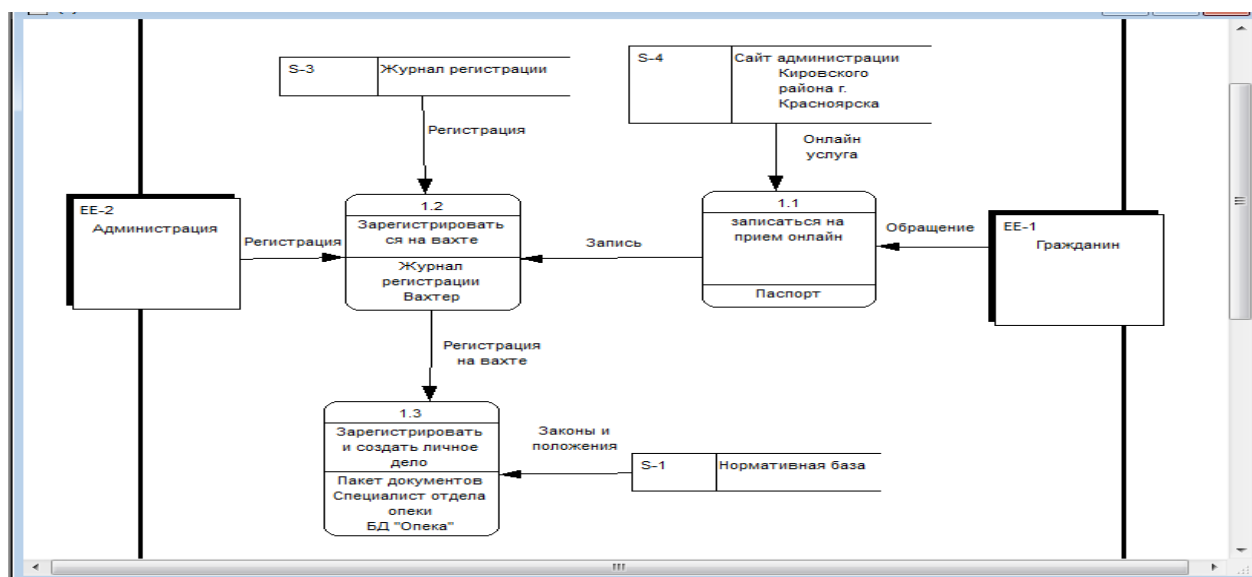 S-3
Журнал регистрации
S-4
Сайт администрации
Кировского
района г.
Красноярска
Регистрация
Онлайн
услуга
EE-2
Администрация
Регистрация
1.2
Зарегистрировать
ся на вахте
Журнал
регистрации
Вахтер
Запись
1.1
записаться на
прием онлайн
Паспорт
Обращение
EE-1
Гражданин
Регистрация
на вахте
1.3
Зарегистрировать
и создать личное
дело
Пакет документов
Специалист отдела
опеки
БД "Опека"
Законы и
положения
S-1
Нормативная база